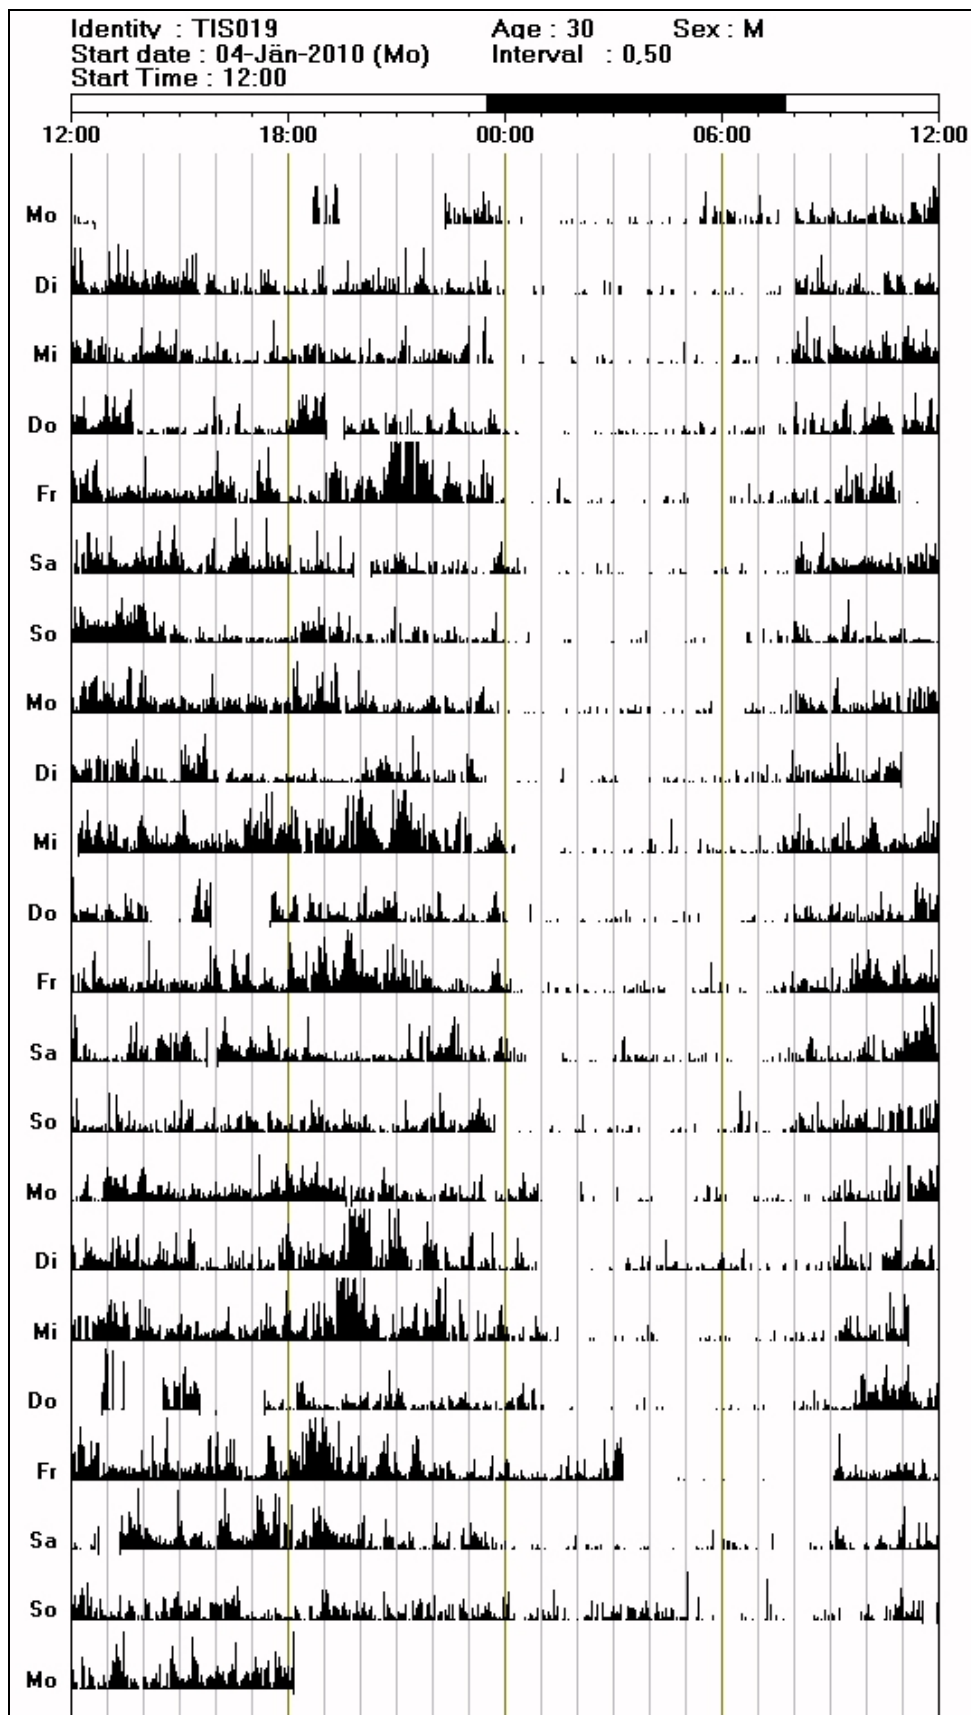 Identity : TIS019 Age : 30 Sex : M
Start date : 04-Jän-2010 (Mo) Interval : 0,50
Start Time : 12:00
12:00 18:00 00:00 06:00 12:00
Mo
Di
Mi
Do
Fr
Sa
So
Mo
Di
Mi
Do
Fr
Sa
So
Mo
Di
Mi
Do
Fr
Sa
So
Mo